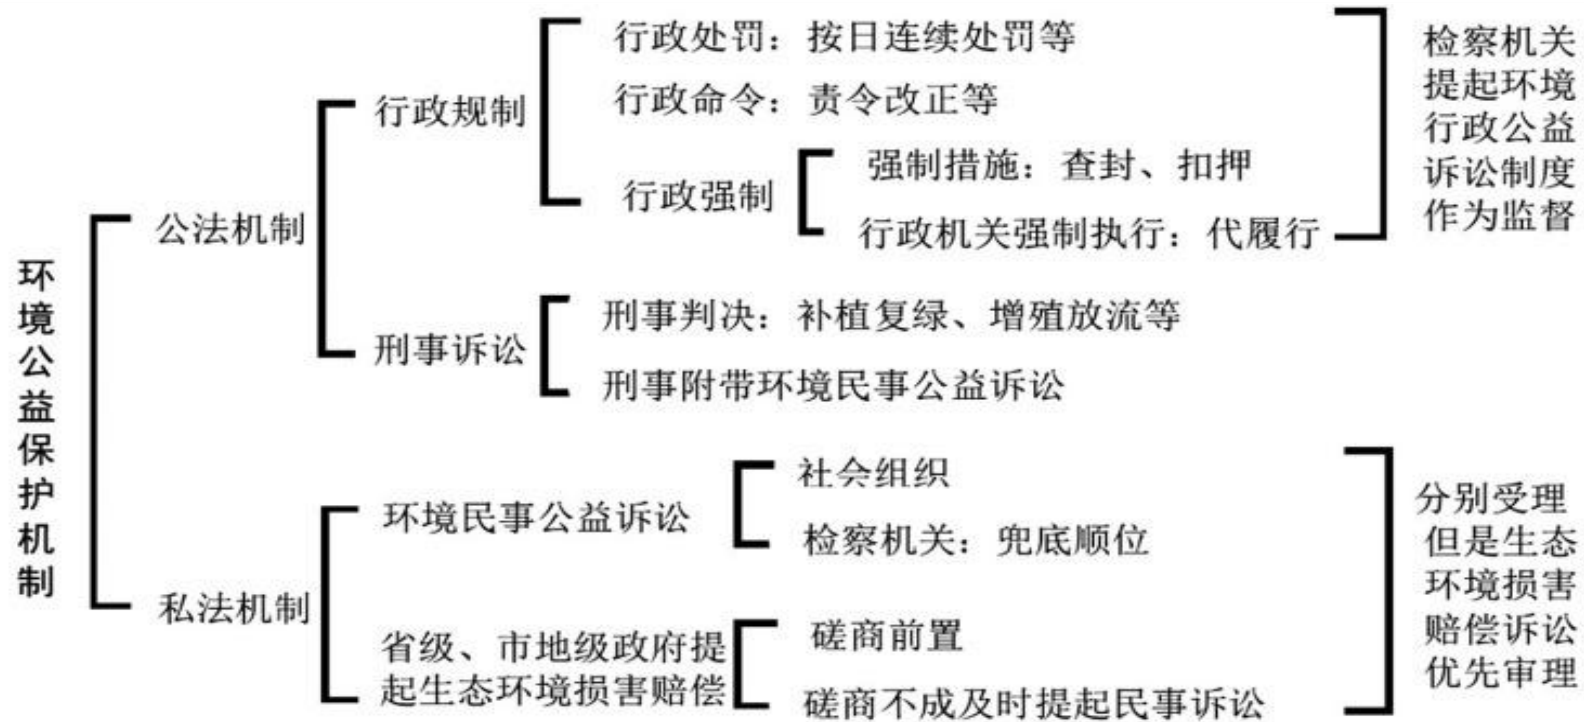 环境公益保护机制
公法机制
行政规制
行政处罚：按日连续处罚等
行政命令：责令改正等
行政强制
强制措施：查封、扣押
行政机关强制执行：代履行
检察机关
提起环境
行政公益
诉讼制度
作为监督
刑事诉讼
刑事判决：补植复绿、增殖放流等
刑事附带环境民事公益诉讼
私法机制
环境民事公益诉讼
社会组织
检察机关：兜底顺位
省级、市地级政府提
起生态环境损害赔偿
磋商前置
磋商不成及时提起民事诉讼
分别受理
但是生态
环境损害
赔偿诉讼
优先审理